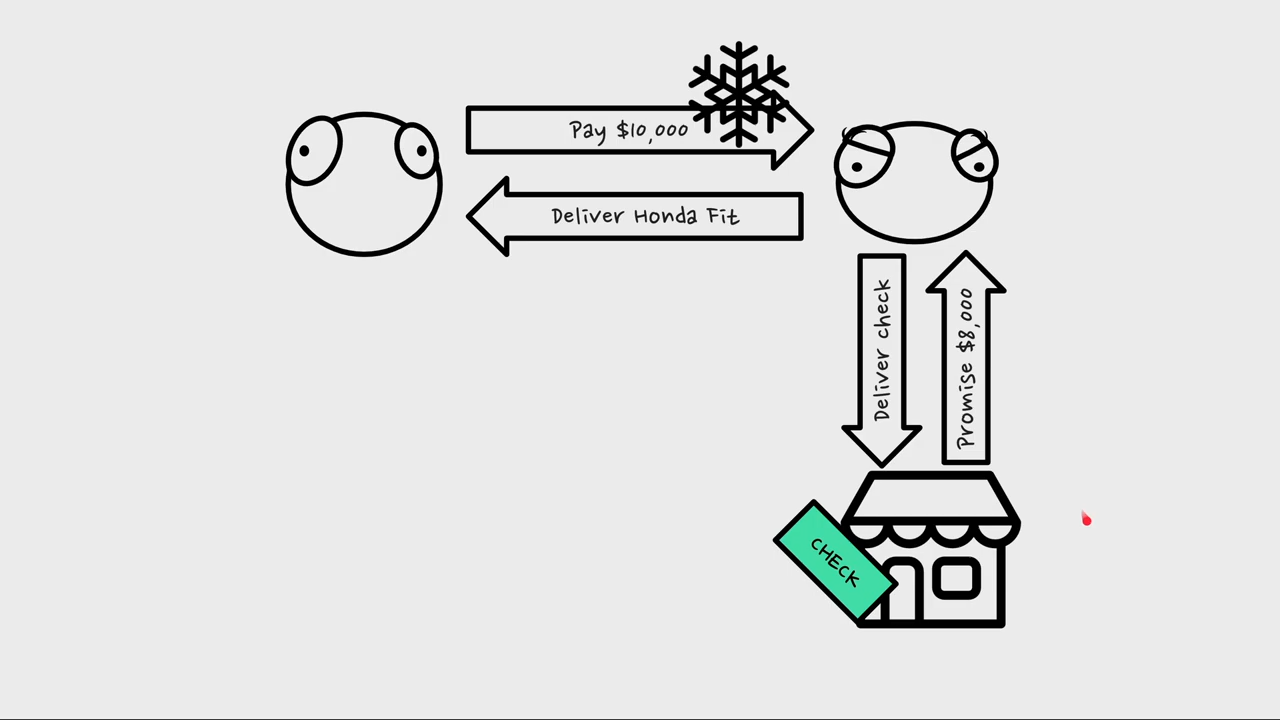 Pay $10,000
Deliver Honda Fit
Deliver check
Promise $8,000
CHECK